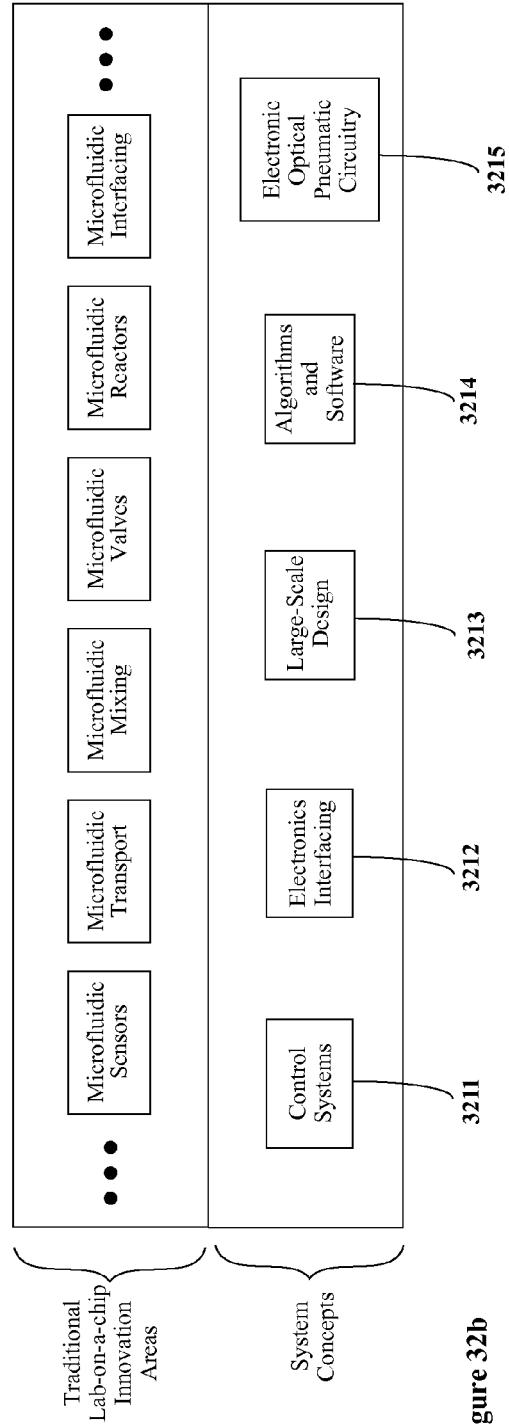 Traditional
Lab-on-a-chip
Innovation
Areas
Microfluidic
Sensors
Microfluidic
Transport
Microfluidic
Mixing
Microfluidic
Valves
Microfluidic
Reactors
Microfluidic
Interfacing
System
Concepts
Control
Systems
Electronics
Interfacing
Large-Scale
Design
Algorithms
and
Software
Electronic
Optical
Pneumatic
Circuitry
3211
3212
3213
3214
3215
gure 32b